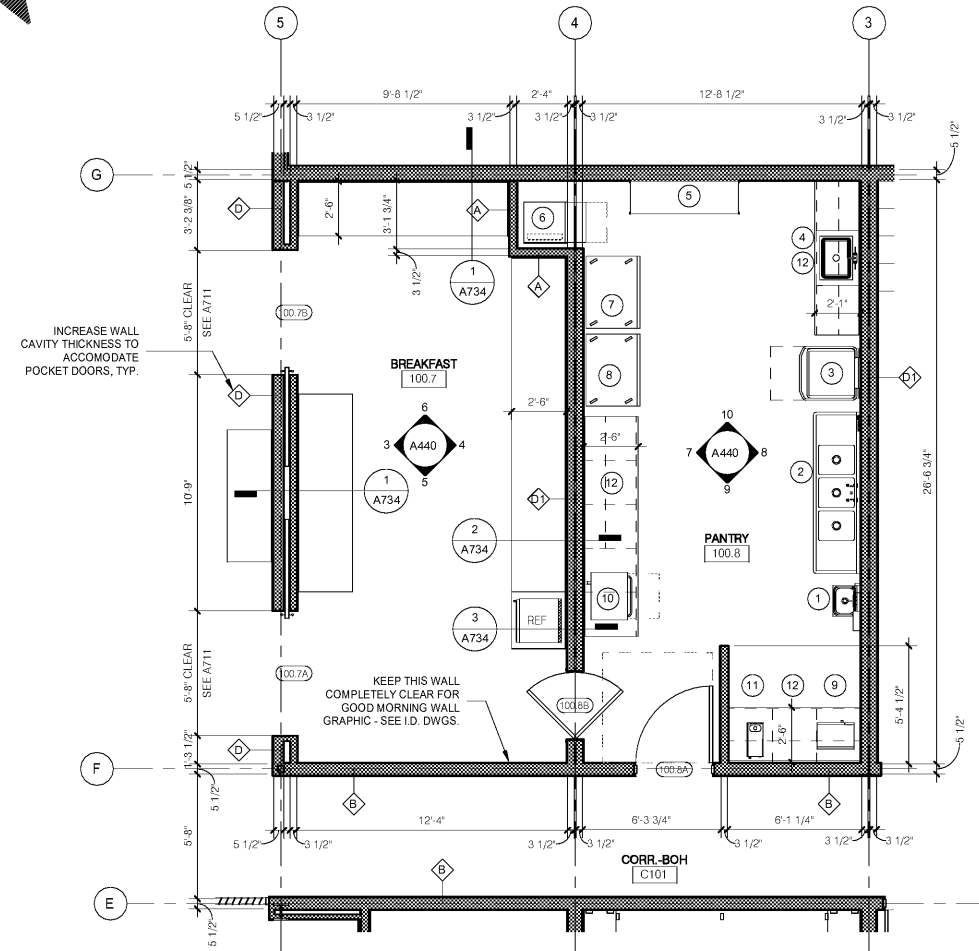 5
4
3
9'-8 1/2"
2'-4"
12'-8 1/2"
5 1/2"
3 1/2"
3 1/2"
3 1/2"
3 1/2"
3 1/2"
5 1/2"
G
5 1/2"
3'-2 3/8"
D
2'-6"
3'-1 3/4"
A
6
5
4
12
3 1/2"
1
A734
A
7
2'-1"
5'-8" CLEAR
SEE A711
100.7B
INCREASE WALL
CAVITY THICKNESS TO
ACCOMODATE
POCKET DOORS, TYP.
BREAKFAST
100.7
8
3
D1
D
2'-6"
6
3
A440
4
5
10
7
A440
8
9
2'-6"
2
26'-6 3/4"
10'-9"
1
A734
D1
12
2
A734
PANTRY
100.8
10
1
REF
3
A734
5'-8" CLEAR
SEE A711
100.7A
KEEP THIS WALL
COMPLETELY CLEAR FOR
GOOD MORNING WALL
GRAPHIC - SEE I.D. DWGS.
100.8B
11
12
9
5'-4 1/2"
2'-6"
D
1'-3 1/2"
5 1/2"
F
100.8A
5 1/2"
B
B
5'-8"
12'-4"
6'-3 3/4"
6'-1 1/4"
5 1/2"
3 1/2"
3 1/2"
3 1/2"
3 1/2"
3 1/2"
3 1/2"
CORR.-BOH
C101
B
E
5 1/2"